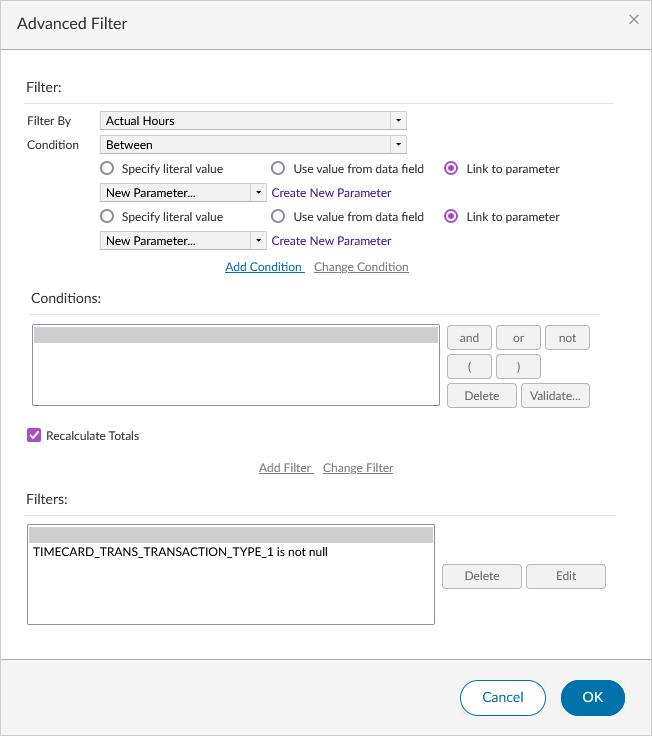 Advanced Filter
Filter:
Filter By Actual Hours
Condition Between
Specify literal value Use value from data field Link to parameter
New Parameter... Create New Parameter
Specify literal value Use value from data field Link to parameter
New Parameter... Create New Parameter
Add Condition Change Condition
Conditions:
and or not
( )
Delete Validate...
Recalculate Totals
Add Filter Change Filter
Filters:
TIMECARD_TRANS_TRANSACTION_TYPE_1 is not null
Delete Edit
Cancel OK